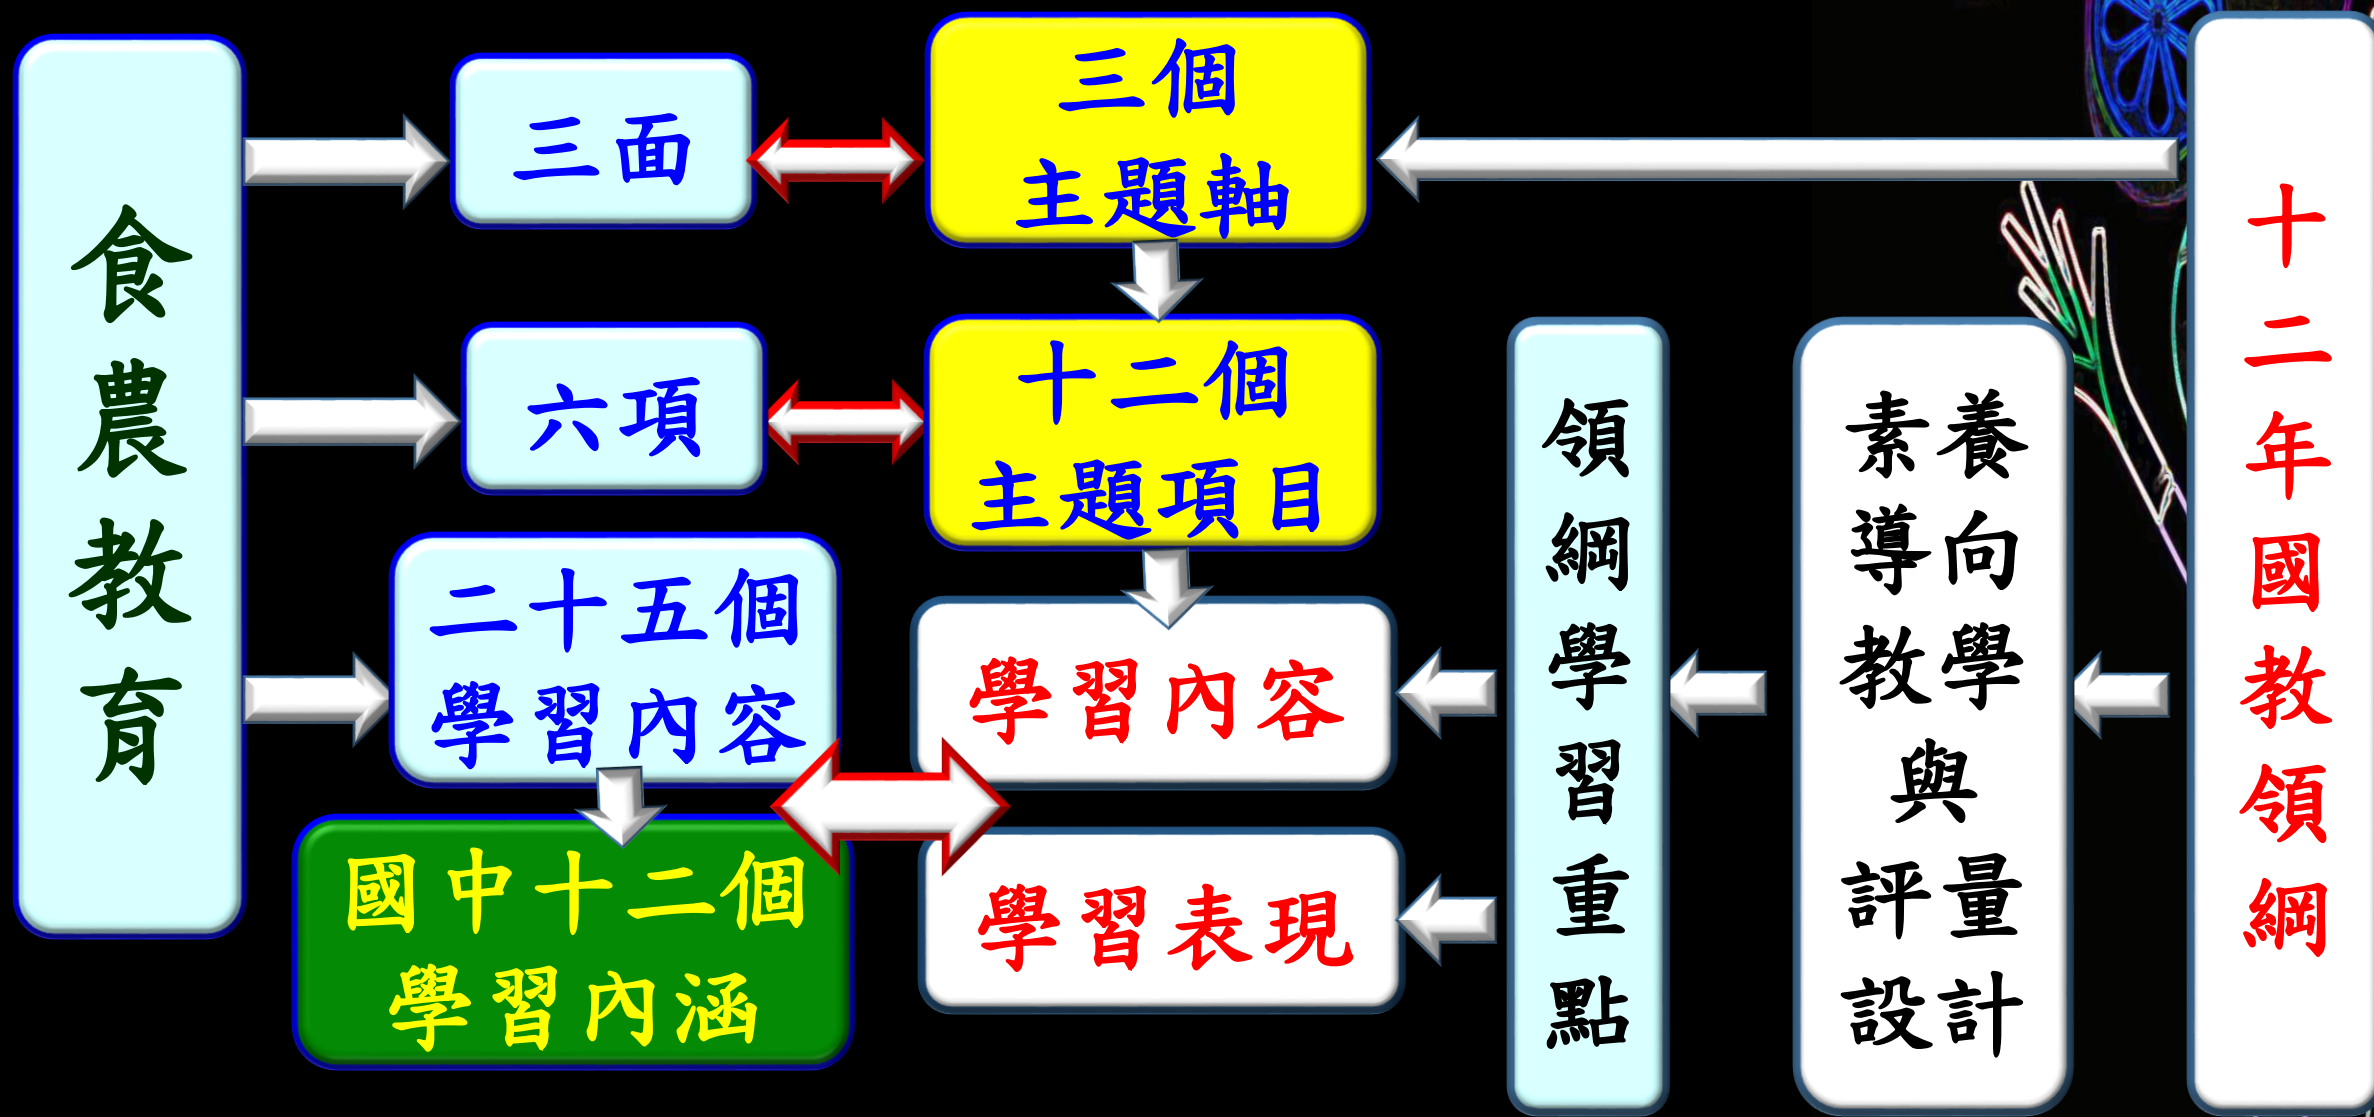 食農教育
三面
三個
主題軸
六項
十二個
主題項目
二十五個
學習內容
國中十二個
學習內涵
學習內容
學習表現
領綱學習重點
素養
導向
教學
與
評量
設計
十二年國教領綱